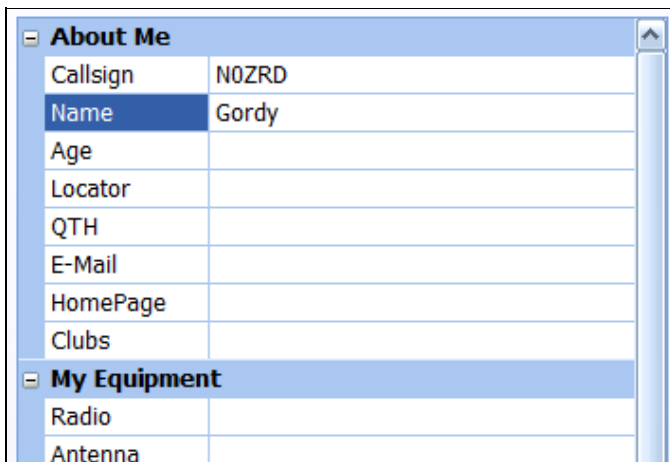 About Me
Callsign N0ZRD
Name Gordy
Age
Locator
QTH
E-Mail
HomePage
Clubs
My Equipment
Radio
Antenna